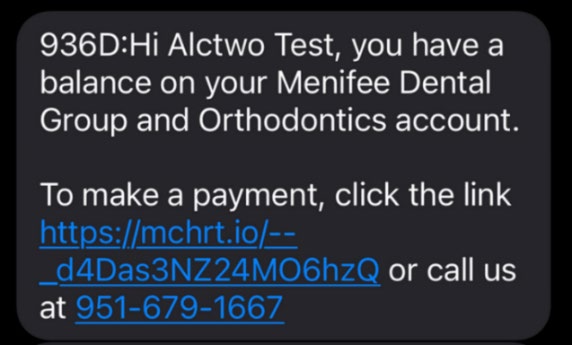 936D:Hi Alctwo Test, you have a
balance on your Menifee Dental
Group and Orthodontics account.
To make a payment, click the link
https://mchrt.io/--
_d4Das3NZ24MO6hzQ or call us
at 951-679-1667